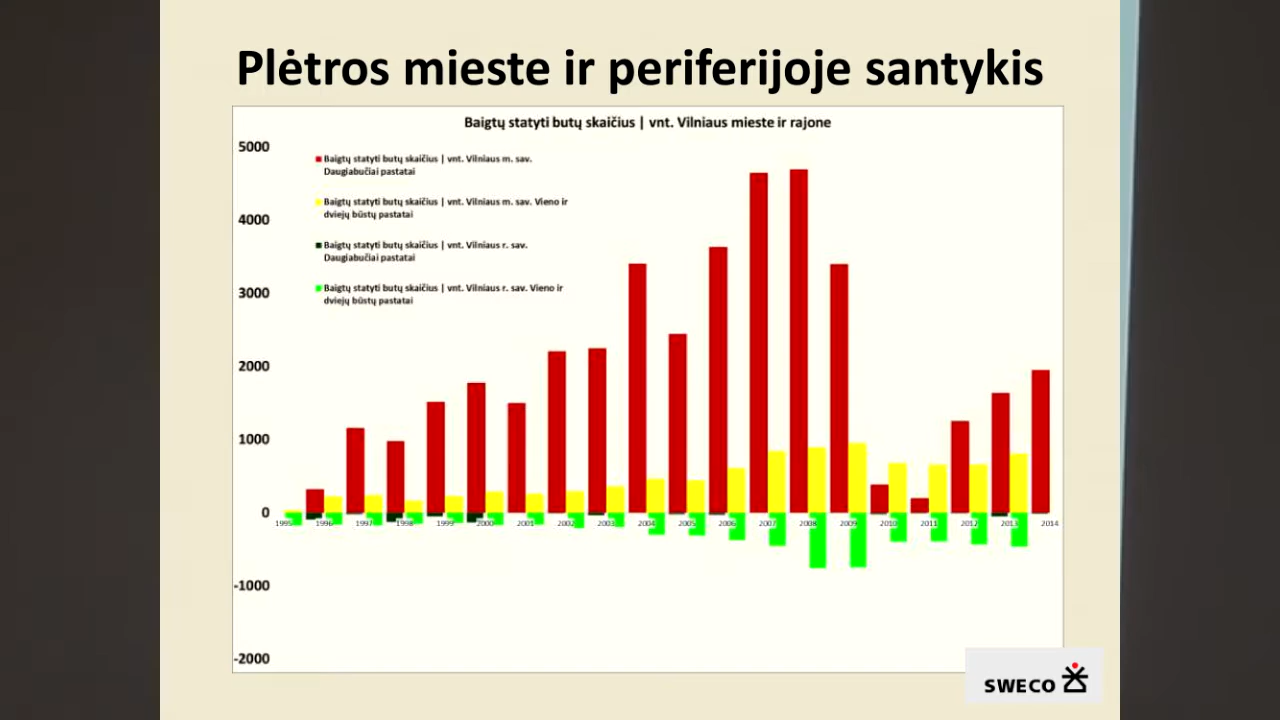 Plėtros mieste ir periferijoje santykis
Baigtų statyti butų skaičius | vnt. Vilniaus mieste ir rajone
5000
4000
3000
2000
1000
0
-1000
-2000
Baigtų statyti butų skaičius | vnt. Vilniaus m. sav.
Daugiabučiai pastatai
Baigtų statyti butų skaičius | vnt. Vilniaus m. sav. Vieno ir
dviejų būstų pastatai
Baigtų statyti butų skaičius | vnt. Vilniaus r. sav.
Daugiabučiai pastatai
Baigtų statyti butų skaičius | vnt. Vilniaus r. sav. Vieno ir
dviejų būstų pastatai
1995 1996 1997 1998 1999 2000 2001 2002 2003 2004 2005 2006 2007 2008 2009 2010 2011 2012 2013 2014
SWECO